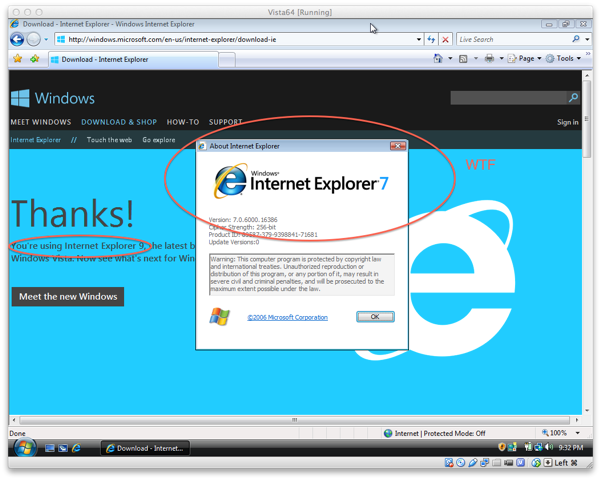 Vista64 [Running]
Download - Internet Explorer - Windows Internet Explorer
http://windows.microsoft.com/en-us/internet-explorer/download-ie
Live Search
Download - Internet Explorer
Page
Tools
Windows
MEET WINDOWS DOWNLOAD & SHOP HOW-TO SUPPORT
Sign in
Internet Explorer // Touch the web Go explore
About Internet Explorer
WTF
Windows
Internet Explorer 7
Thanks!
Version: 7.0.6000.16386
Cipher Strength: 256-bit
Product ID: 89587-379-9398841-71681
Update Versions:0
You're using Internet Explorer 9, the latest b
Windows Vista. Now see what's next for Win
Warning: This computer program is protected by copyright law
and international treaties. Unauthorized reproduction or
distribution of this program, or any portion of it, may result in
severe civil and criminal penalties, and will be prosecuted to the
maximum extent possible under the law.
Meet the new Windows
©2006 Microsoft Corporation
OK
Done
Internet | Protected Mode: Off
100%
Download - Internet...
9:32 PM
Left ⌘